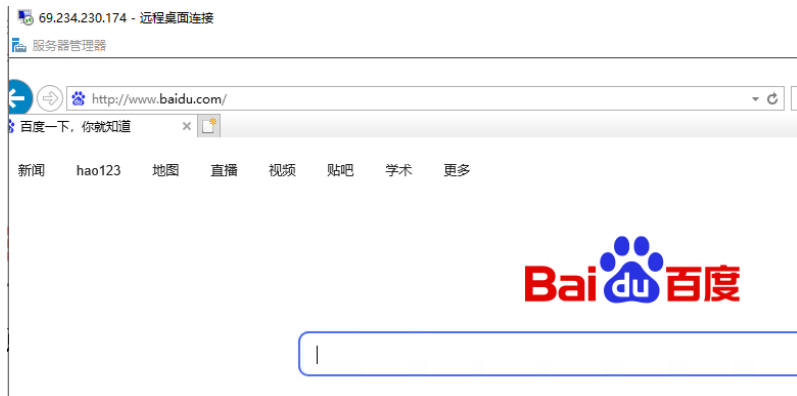 69.234.230.174 - 远程桌面连接
服务器管理器
http://www.baidu.com/
百度一下，你就知道
新闻 hao123 地图 直播 视频 贴吧 学术 更多
Bai du 百度